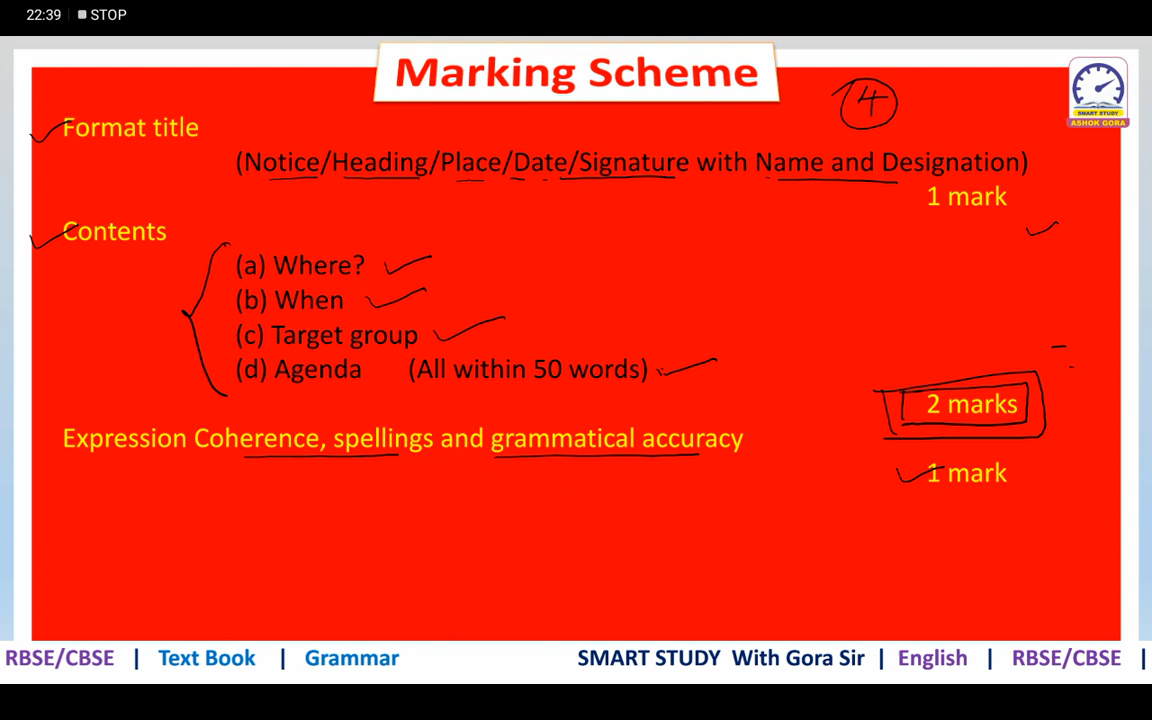 22:39 STOP
Marking Scheme
4
SMART STUDY
ASHOK GORA
Format title
(Notice/Heading/Place/Date/Signature with Name and Designation)
1 mark
Contents
(a) Where?
(b) When
(c) Target group
(d) Agenda (All within 50 words)
2 marks
Expression Coherence, spellings and grammatical accuracy
1 mark
RBSE/CBSE | Text Book | Grammar SMART STUDY With Gora Sir | English | RBSE/CBSE |